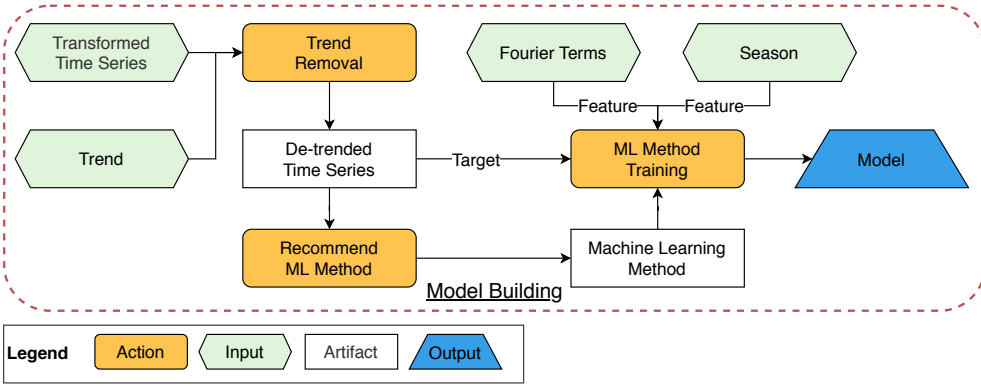 Transformed
Time Series
Trend
Removal
Fourier Terms
Season
Feature
Feature
Trend
De-trended
Time Series
Target
ML Method
Training
Model
Recommend
ML Method
Machine Learning
Method
Model Building
Legend
Action
Input
Artifact
Output